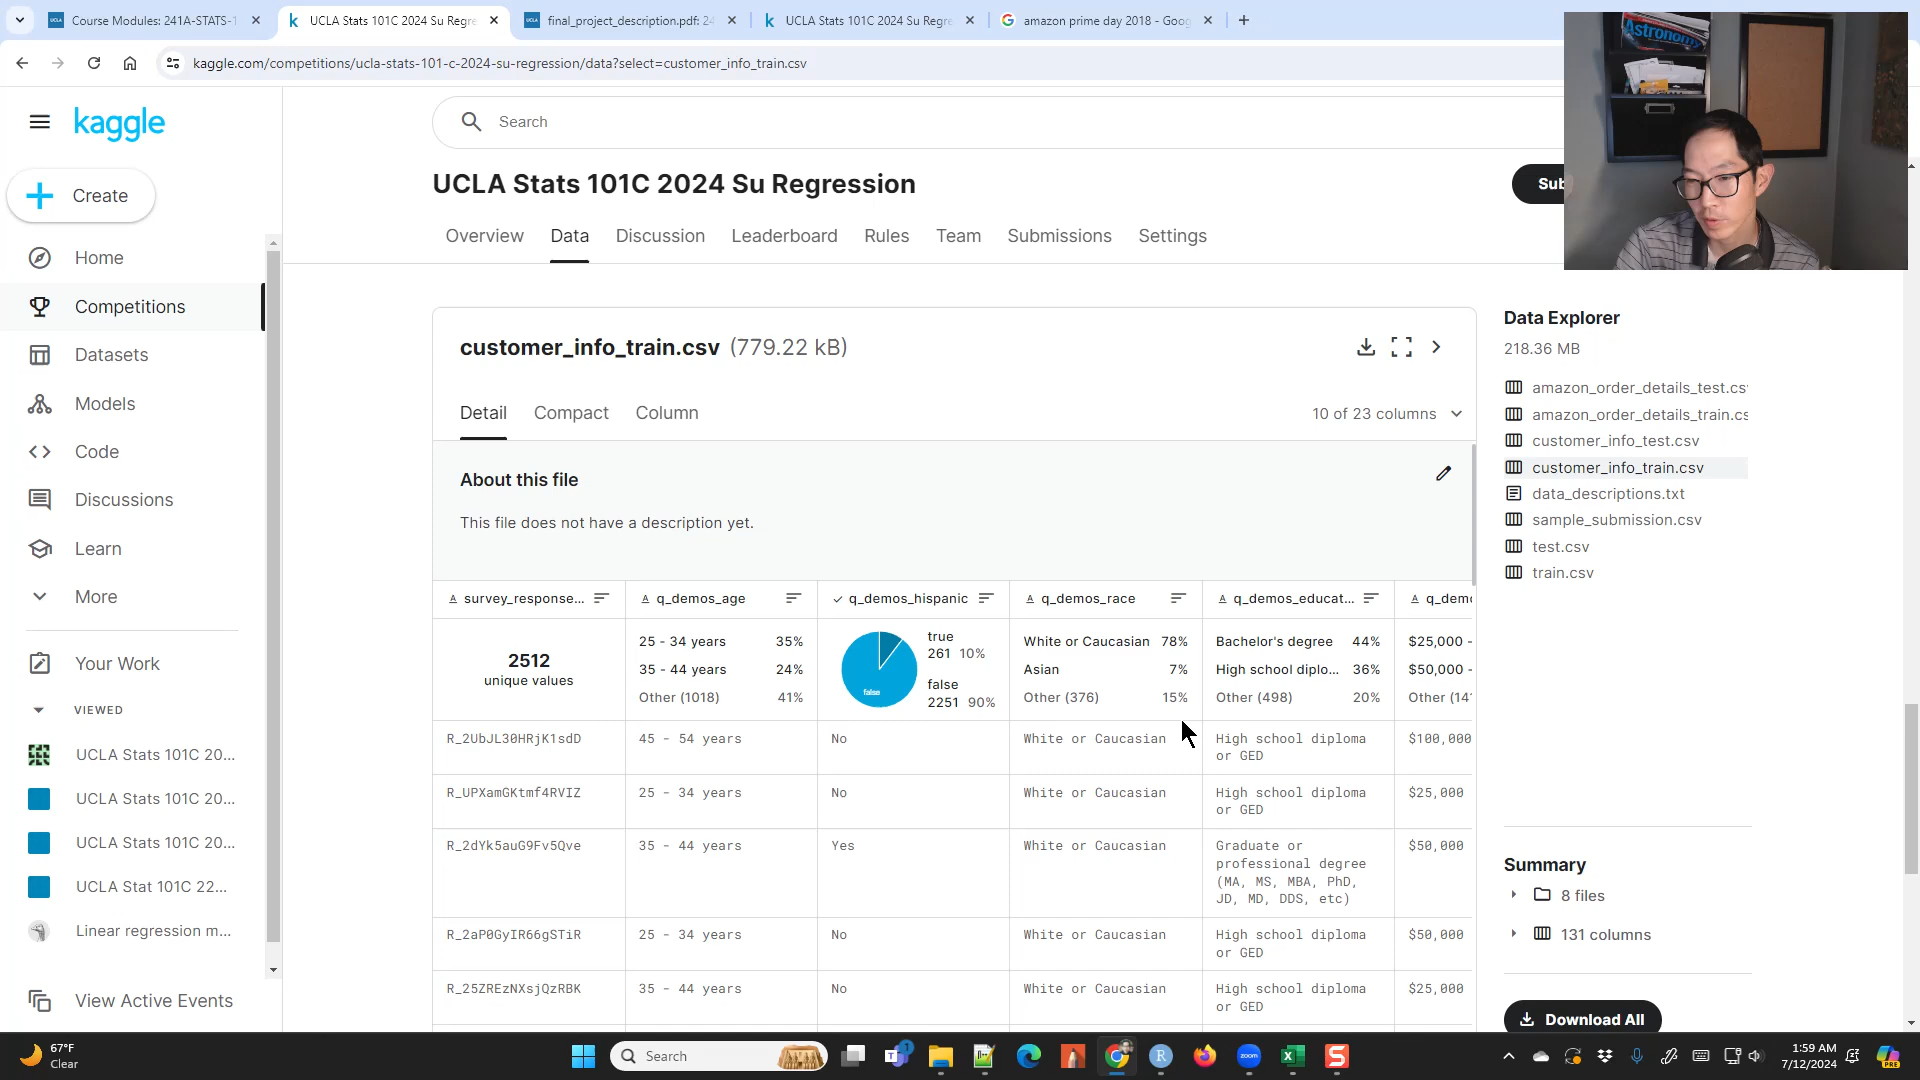 Course Modules: 241A-STATS-1
UCLA Stats 101C 2024 Su Regre
final_project_description.pdf: 24
UCLA Stats 101C 2024 Su Regre
amazon prime day 2018 - Goog
kaggle.com/competitions/ucla-stats-101-c-2024-su-regression/data?select=customer_info_train.csv
Astronomy
kaggle
Search
Create
UCLA Stats 101C 2024 Su Regression
Sub
Overview
Data
Discussion
Leaderboard
Rules
Team
Submissions
Settings
Home
Competitions
Datasets
Models
Code
Discussions
Learn
More
Your Work
VIEWED
UCLA Stats 101C 20...
UCLA Stats 101C 20...
UCLA Stats 101C 20...
UCLA Stat 101C 22...
Linear regression m...
View Active Events
customer_info_train.csv (779.22 kB)
Detail
Compact
Column
10 of 23 columns
About this file
This file does not have a description yet.
survey_response...
q_demos_age
q_demos_hispanic
q_demos_race
q_demos_educat...
q_demo
2512
unique values
25 - 34 years 35%
35 - 44 years 24%
Other (1018) 41%
false
true
261 10%
false
2251 90%
White or Caucasian 78%
Asian 7%
Other (376) 15%
Bachelor's degree 44%
High school diplo... 36%
Other (498) 20%
$25,000 -
$50,000 -
Other (141
R_2UbJL30HRjK1sdD
45 - 54 years
No
White or Caucasian
High school diploma
or GED
$100,000
R_UPXamGKtmf4RVIZ
25 - 34 years
No
White or Caucasian
High school diploma
or GED
$25,000
R_2dYk5auG9Fv5Qve
35 - 44 years
Yes
White or Caucasian
Graduate or
professional degree
(MA, MS, MBA, PhD,
JD, MD, DDS, etc)
$50,000
R_2aP0GyIR66gSTiR
25 - 34 years
No
White or Caucasian
High school diploma
or GED
$50,000
R_25ZREzNXsjQzRBK
35 - 44 years
No
White or Caucasian
High school diploma
or GED
$25,000
Data Explorer
218.36 MB
amazon_order_details_test.cs
amazon_order_details_train.cs
customer_info_test.csv
customer_info_train.csv
data_descriptions.txt
sample_submission.csv
test.csv
train.csv
Summary
8 files
131 columns
Download All
67°F
Clear
Search
zoom
1:59 AM
7/12/2024